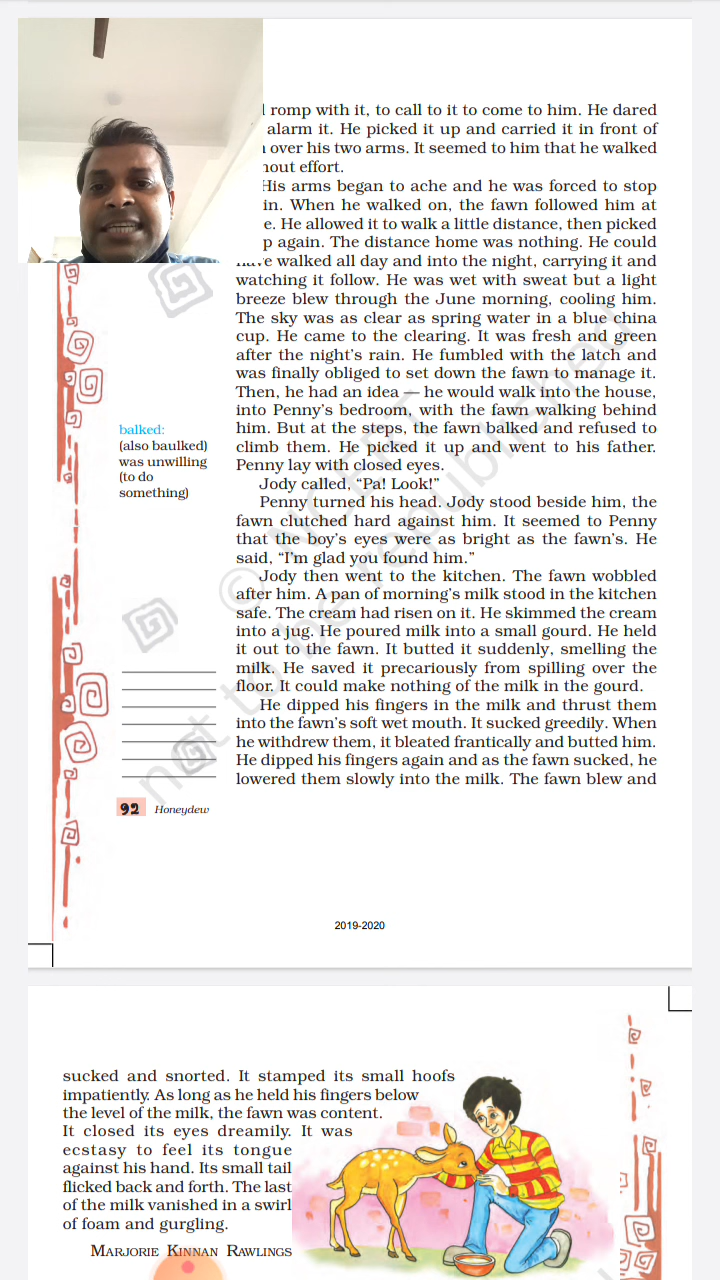 romp with it, to call to it to come to him. He dared
alarm it. He picked it up and carried it in front of
over his two arms. It seemed to him that he walked
effort.
His arms began to ache and he was forced to stop
When he walked on, the fawn followed him at
He allowed it to walk a little distance, then picked
again. The distance home was nothing. He could
walked all day and into the night, carrying it and
watching it follow. He was wet with sweat but a light
breeze blew through the June morning, cooling him.
The sky was as clear as spring water in a blue china
cup. He came to the clearing. It was fresh and green
after the night's rain. He fumbled with the latch and
was finally obliged to set down the fawn to manage it.
Then, he had an idea — he would walk into the house,
into Penny's bedroom, with the fawn walking behind
him. But at the steps, the fawn balked and refused to
climb them. He picked it up and went to his father.
Penny lay with closed eyes.
Jody called, "Pa! Look!"
Penny turned his head. Jody stood beside him, the
fawn clutched hard against him. It seemed to Penny
that the boy's eyes were as bright as the fawn's. He
said, "I'm glad you found him."
Jody then went to the kitchen. The fawn wobbled
after him. A pan of morning's milk stood in the kitchen
safe. The cream had risen on it. He skimmed the cream
into a jug. He poured milk into a small gourd. He held
it out to the fawn. It butted it suddenly, smelling the
milk. He saved it precariously from spilling over the
floor. It could make nothing of the milk in the gourd.
He dipped his fingers in the milk and thrust them
into the fawn's soft wet mouth. It sucked greedily. When
he withdrew them, it bleated frantically and butted him.
He dipped his fingers again and as the fawn sucked, he
lowered them slowly into the milk. The fawn blew and
balked:
(also baulked)
was unwilling
(to do
something)
© NCERT
not to be republished
92 Honeydew
2019-2020
sucked and snorted. It stamped its small hoofs
impatiently. As long as he held his fingers below
the level of the milk, the fawn was content.
It closed its eyes dreamily. It was
ecstasy to feel its tongue
against his hand. Its small tail
flicked back and forth. The last
of the milk vanished in a swirl
of foam and gurgling.
MARJORIE KINNAN RAWLINGS